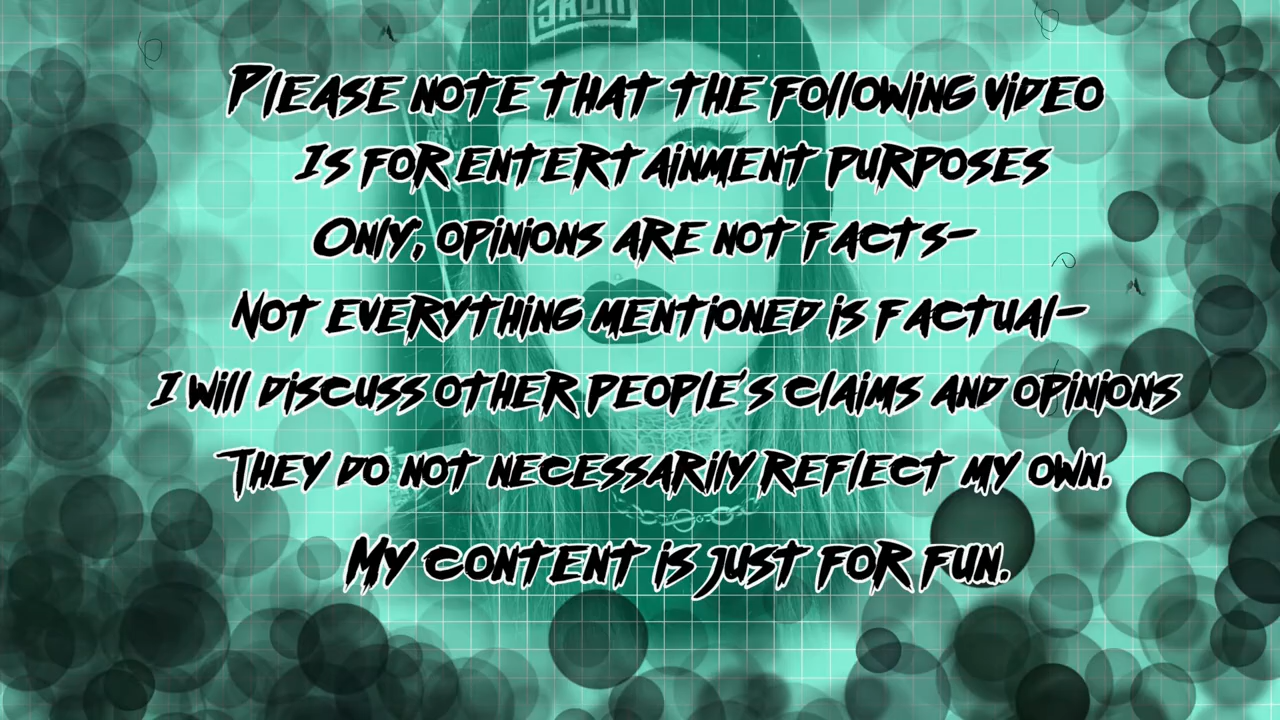 Please note that the following video
Is for entertainment purposes
Only, opinions are not facts-
Not everything mentioned is factual-
I will discuss other people's claims and opinions
They do not necessarily reflect my own.
My content is just for fun.